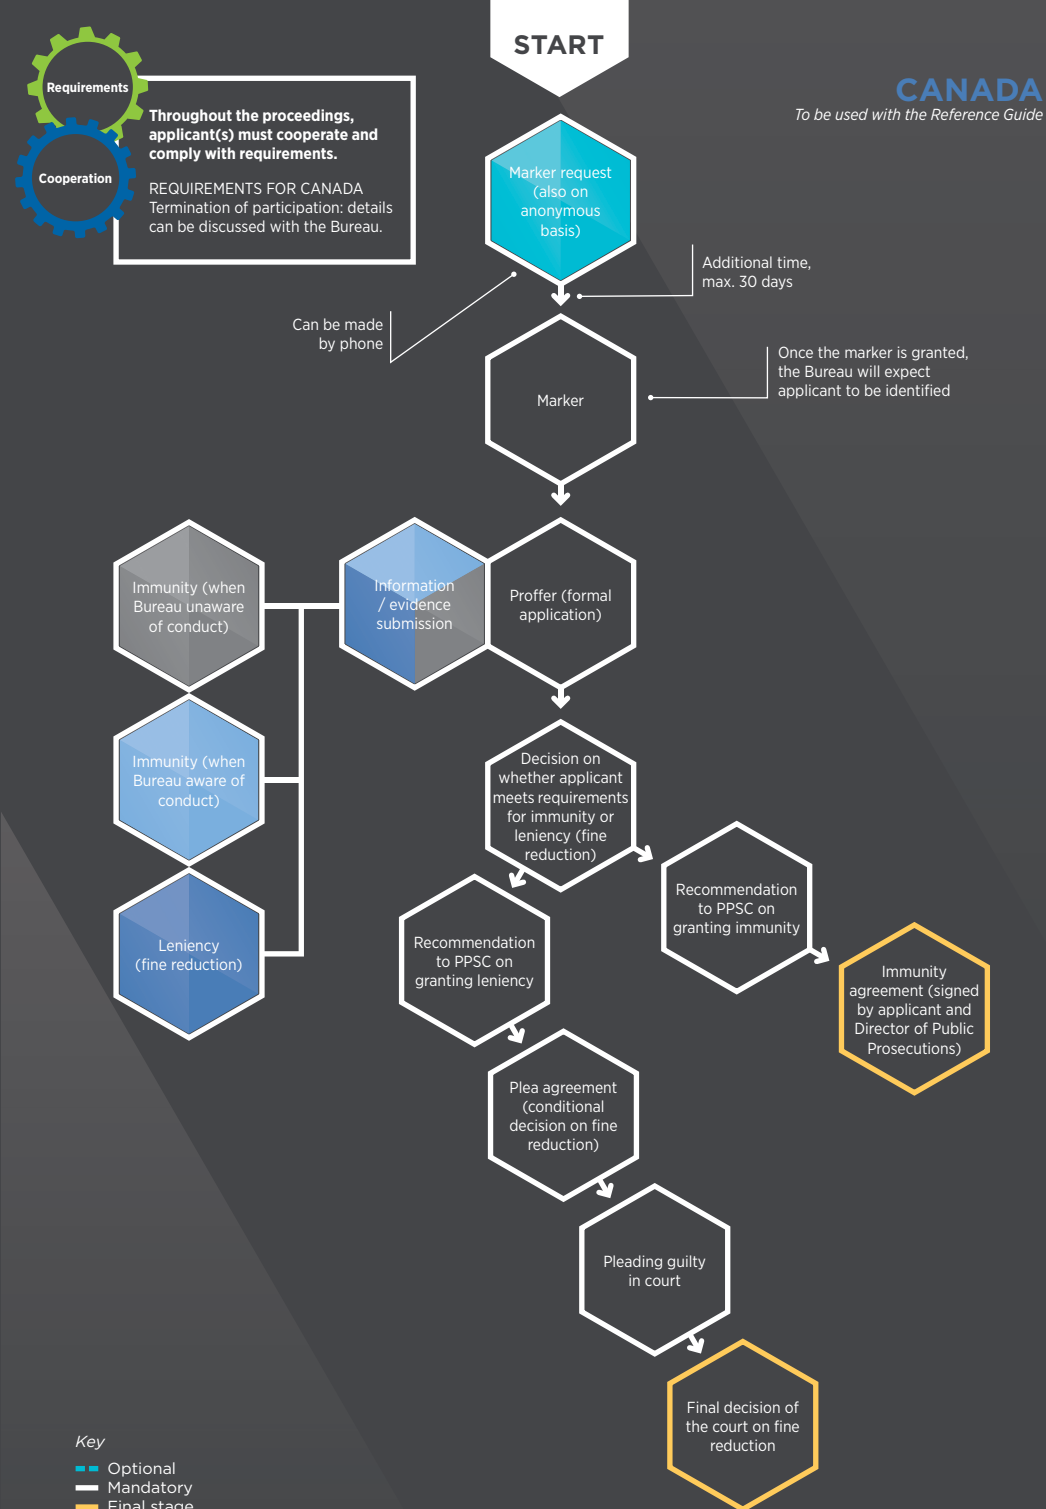 START
CANADA
To be used with the Reference Guide
Requirements
Cooperation
Throughout the proceedings,
applicant(s) must cooperate and
comply with requirements.
REQUIREMENTS FOR CANADA
Termination of participation: details
can be discussed with the Bureau.
Marker request
(also on
anonymous
basis)
Additional time,
max. 30 days
Can be made
by phone
Marker
Once the marker is granted,
the Bureau will expect
applicant to be identified
Immunity (when
Bureau unaware
of conduct)
Information
/ evidence
submission
Proffer (formal
application)
Immunity (when
Bureau aware of
conduct)
Leniency
(fine reduction)
Decision on
whether applicant
meets requirements
for immunity or
leniency (fine
reduction)
Recommendation
to PPSC on
granting immunity
Recommendation
to PPSC on
granting leniency
Immunity
agreement (signed
by applicant and
Director of Public
Prosecutions)
Plea agreement
(conditional
decision on fine
reduction)
Pleading guilty
in court
Final decision of
the court on fine
reduction
Key
Optional
Mandatory
Final stage